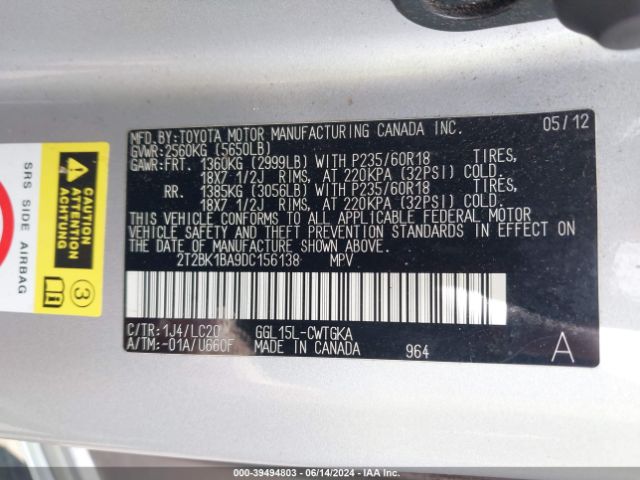 MFD.BY:TOYOTA MOTOR MANUFACTURING CANADA INC. 05/12
GVWR:2560KG (5650LB)
GAWR:FRT. 1360KG (2999LB) WITH P235/60R18 TIRES,
18X7 1/2J RIMS, AT 220KPA (32PSI) COLD.
RR. 1385KG (3056LB) WITH P235/60R18 TIRES,
18X7 1/2J RIMS, AT 220KPA (32PSI) COLD.
THIS VEHICLE CONFORMS TO ALL APPLICABLE FEDERAL MOTOR
VEHICLE SAFETY AND THEFT PREVENTION STANDARDS IN EFFECT ON
THE DATE OF MANUFACTURE SHOWN ABOVE.
2T2BK1BA9DC156138 MPV
C/TR:1J4/LC20 GGL15L-CWTGKA
A/TM:-01A/U660F MADE IN CANADA 964 A
SRS SIDE AIRBAG
CAUTION
ATTENTION
ACHTUNG
3
000-39494803 - 06/14/2024 - IAAI.COM